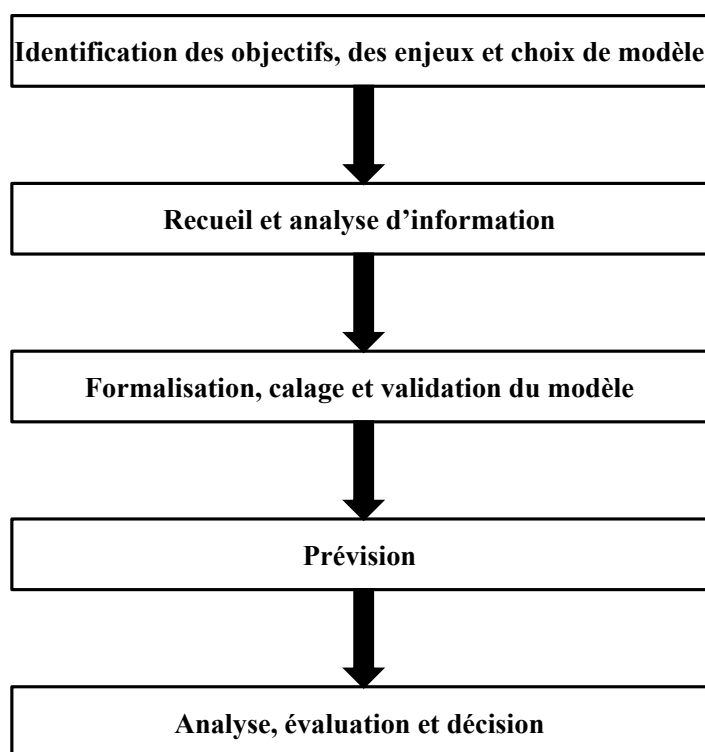 Identification des objectifs, des enjeux et choix de modèle
Recueil et analyse d’information
Formalisation, calage et validation du modèle
Prévision
Analyse, évaluation et décision